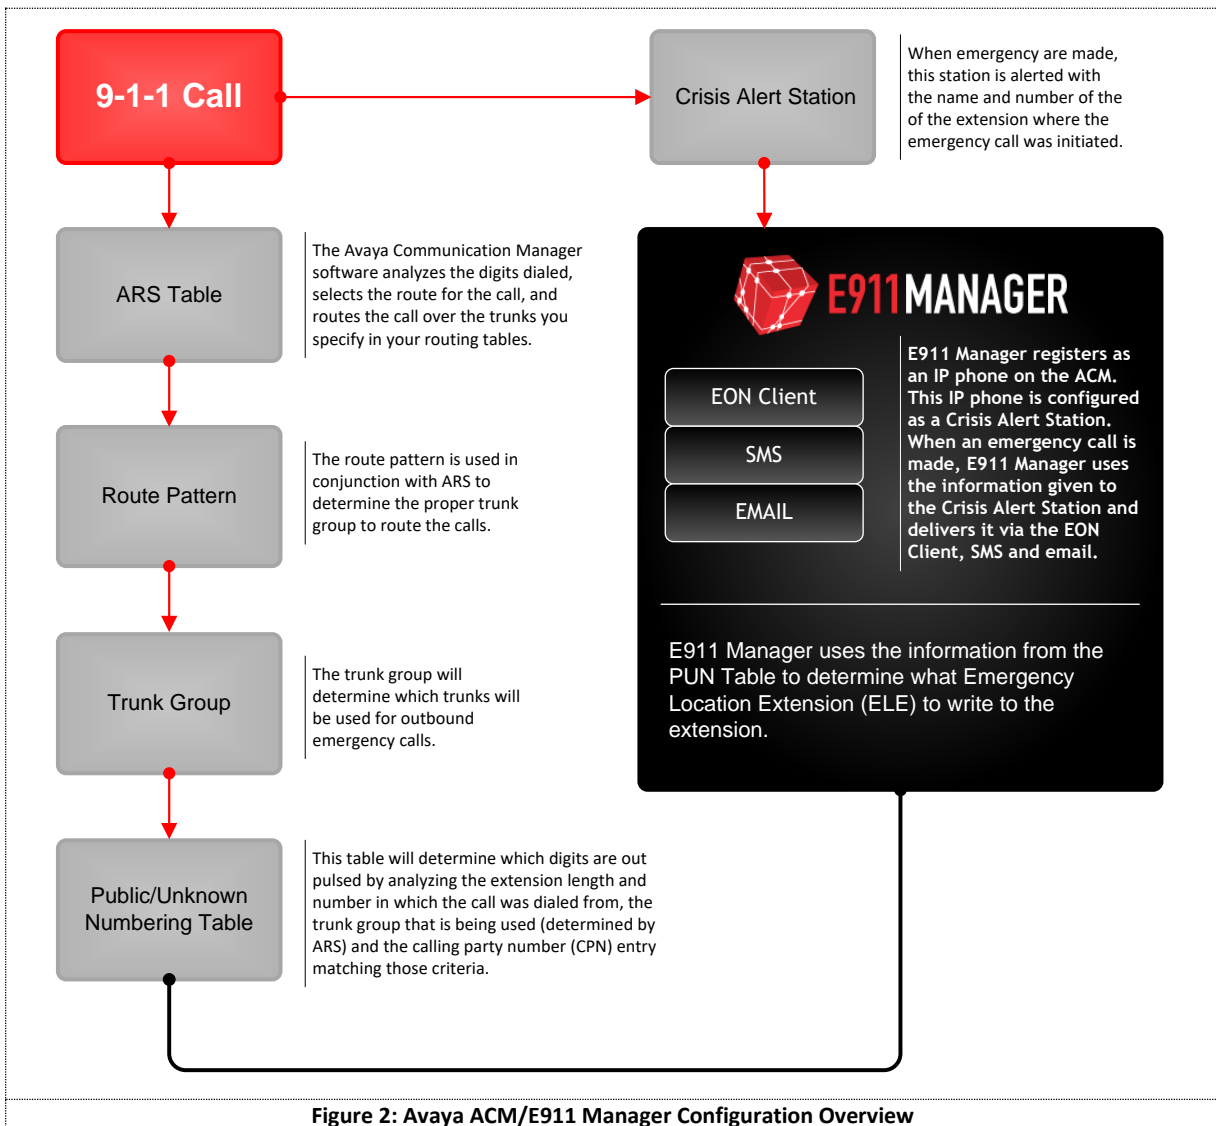 9-1-1 Call
Crisis Alert Station
When emergency are made,
this station is alerted with
the name and number of the
of the extension where the
emergency call was initiated.
ARS Table
The Avaya Communication Manager
software analyzes the digits dialed,
selects the route for the call, and
routes the call over the trunks you
specify in your routing tables.
Route Pattern
The route pattern is used in
conjunction with ARS to
determine the proper trunk
group to route the calls.
Trunk Group
The trunk group will
determine which trunks will
be used for outbound
emergency calls.
Public/Unknown
Numbering Table
This table will determine which digits are out
pulsed by analyzing the extension length and
number in which the call was dialed from, the
trunk group that is being used (determined by
ARS) and the calling party number (CPN) entry
matching those criteria.
E911 MANAGER
EON Client
SMS
EMAIL
E911 Manager registers as
an IP phone on the ACM.
This IP phone is configured
as a Crisis Alert Station.
When an emergency call is
made, E911 Manager uses
the information given to
the Crisis Alert Station and
delivers it via the EON
Client, SMS and email.
E911 Manager uses the information from the
PUN Table to determine what Emergency
Location Extension (ELE) to write to the
extension.
Figure 2: Avaya ACM/E911 Manager Configuration Overview